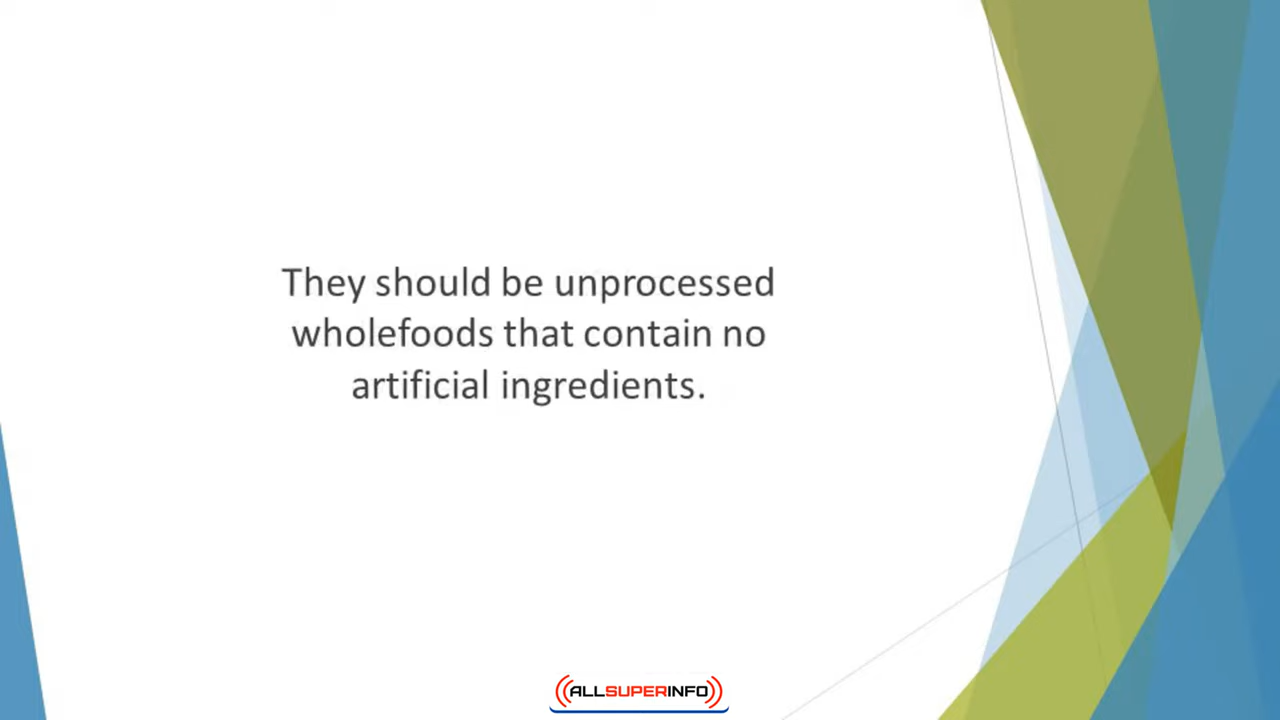 They should be unprocessed
wholefoods that contain no
artificial ingredients.
ALLSUPERINFO